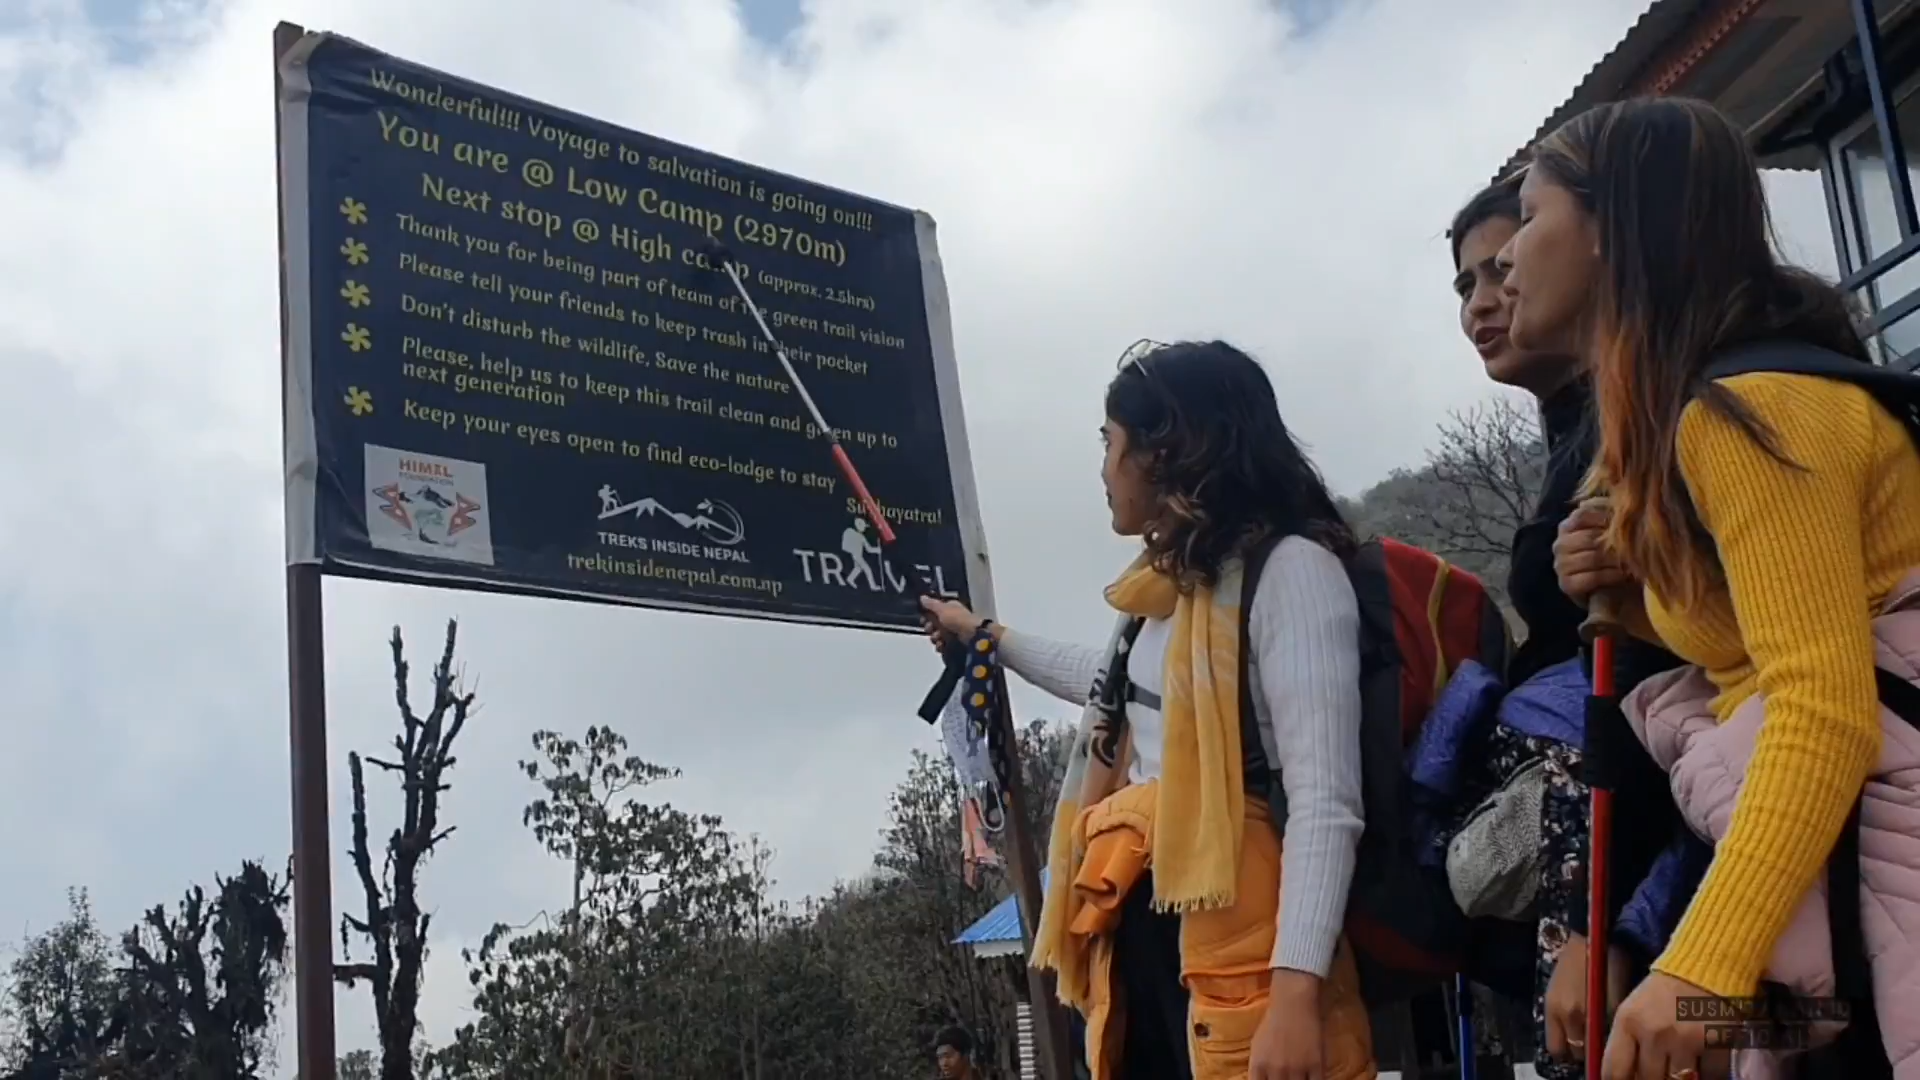 Wonderful!!! Voyage to salvation is going on!!!
You are @ Low Camp (2970m)
Next stop @ High camp (approx. 2.5hrs)
Thank you for being part of team of the green trail vision
Please tell your friends to keep trash in their pocket
Don't disturb the wildlife, Save the nature
Please, help us to keep this trail clean and green up to
next generation
Keep your eyes open to find eco-lodge to stay
HIMAL
FOUNDATION
TREKS INSIDE NEPAL
trekinsidenepal.com.np
TRAVEL